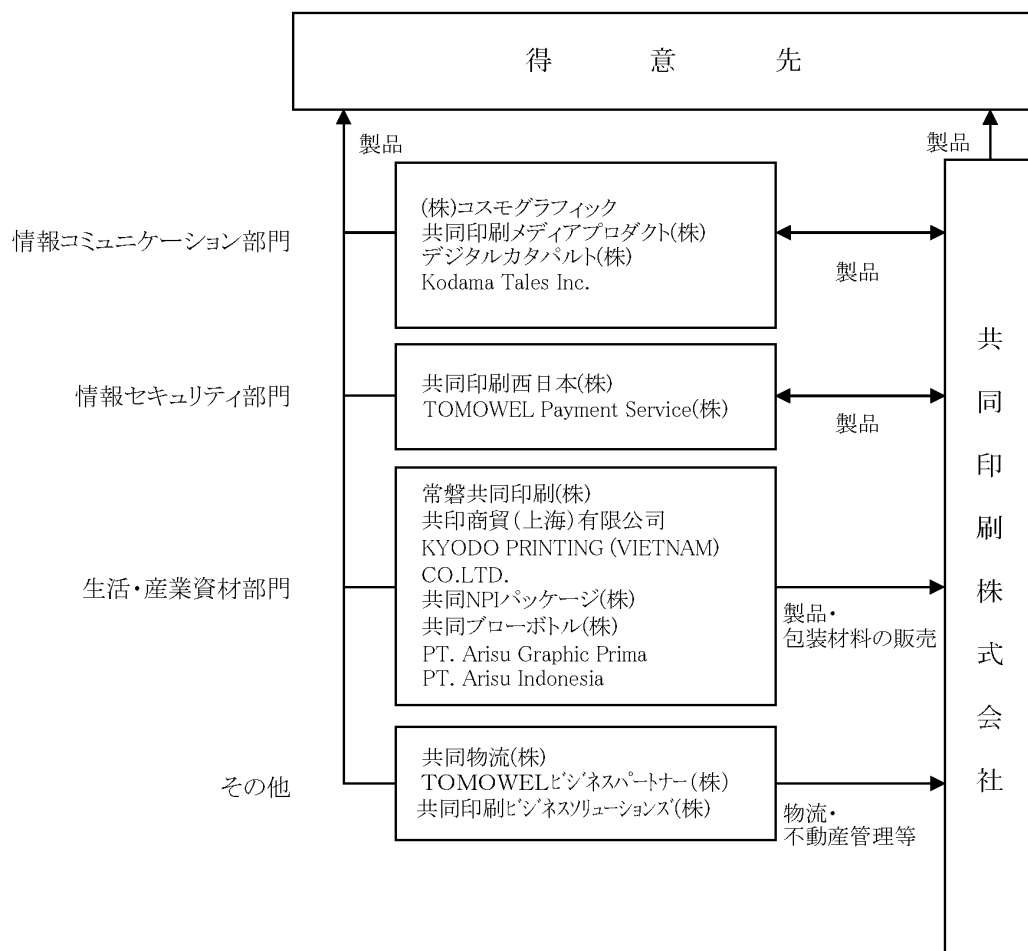 得意先
製品
製品
情報コミュニケーション部門
(株)コスモグラフィック
共同印刷メディアプロダクト(株)
デジタルカタパルト(株)
Kodama Tales Inc.
製品
情報セキュリティ部門
共同印刷西日本(株)
TOMOWEL Payment Service(株)
製品
生活・産業資材部門
常磐共同印刷(株)
共印商貿(上海)有限公司
KYODO PRINTING (VIETNAM)
CO.LTD.
共同NPIパッケージ(株)
共同ブローボトル(株)
PT. Arisu Graphic Prima
PT. Arisu Indonesia
製品・
包装材料の販売
その他
共同物流(株)
TOMOWELビジネスパートナー(株)
共同印刷ビジネスソリューションズ(株)
物流・
不動産管理等
共同印刷株式会社